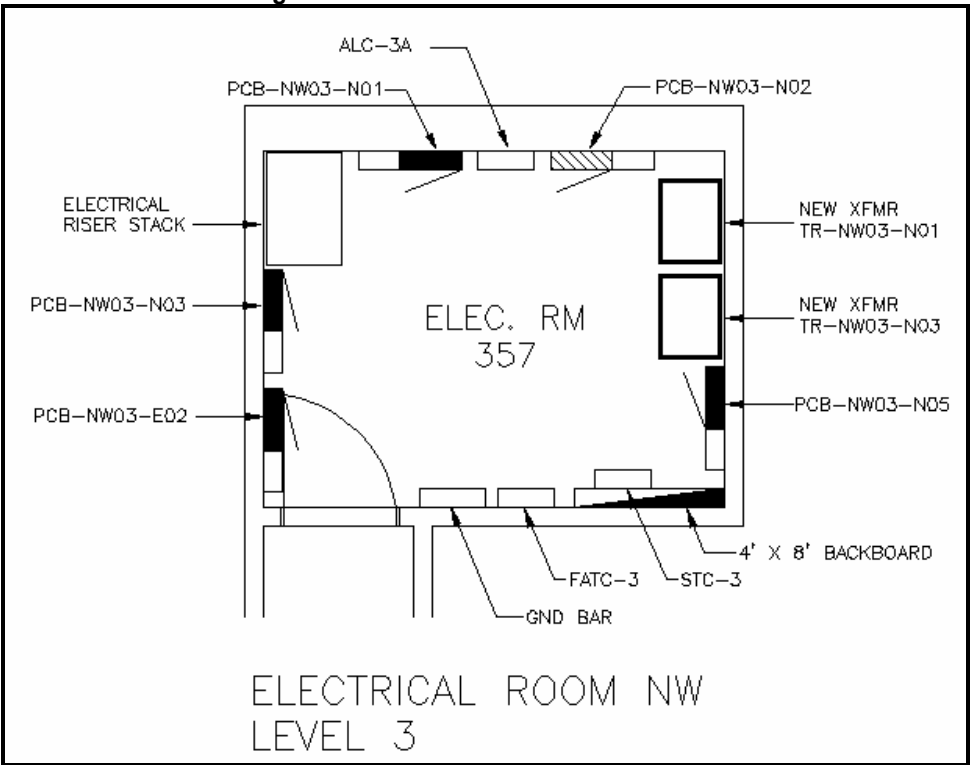 ALC-3A
PCB-NW03-N01
PCB-NW03-N02
ELECTRICAL
RISER STACK
NEW XFMR
TR-NW03-N01
PCB-NW03-N03
ELEC. RM
357
NEW XFMR
TR-NW03-N03
PCB-NW03-E02
PCB-NW03-N05
4' X 8' BACKBOARD
FATC-3
STC-3
GND BAR
ELECTRICAL ROOM NW
LEVEL 3